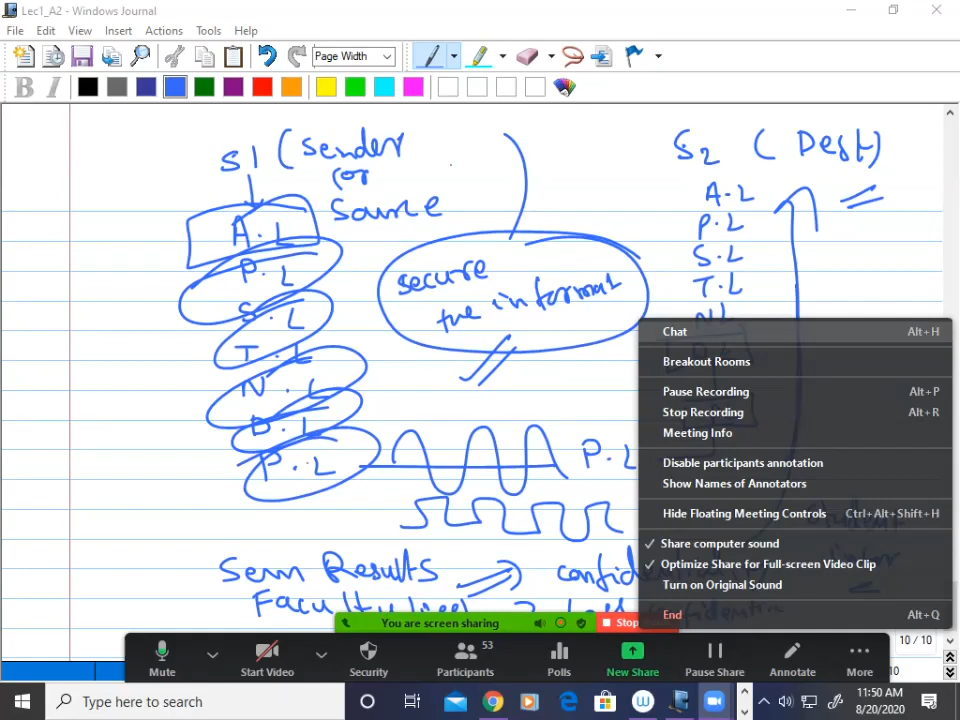 Lec1_A2 - Windows Journal
File Edit View Insert Actions Tools Help
Page Width
B I
S1 (Sender
(or
Source
)
S2 (Dest)
A.L
P.L
S.L
T.L
N.L
D.L
P.L
A.L
P.L
S.L
T.L
NL
secure
the informat
P.L
Sem Results
Faculty level
Chat Alt+H
Breakout Rooms
Pause Recording Alt+P
Stop Recording Alt+R
Meeting Info
Disable participants annotation
Show Names of Annotators
Hide Floating Meeting Controls Ctrl+Alt+Shift+H
Share computer sound
Optimize Share for Full-screen Video Clip
Turn on Original Sound
End Alt+Q
You are screen sharing
Stop
10 / 10
Mute
Start Video
Security
Participants 53
Polls
New Share
Pause Share
Annotate
More
10
Type here to search
11:50 AM
8/20/2020